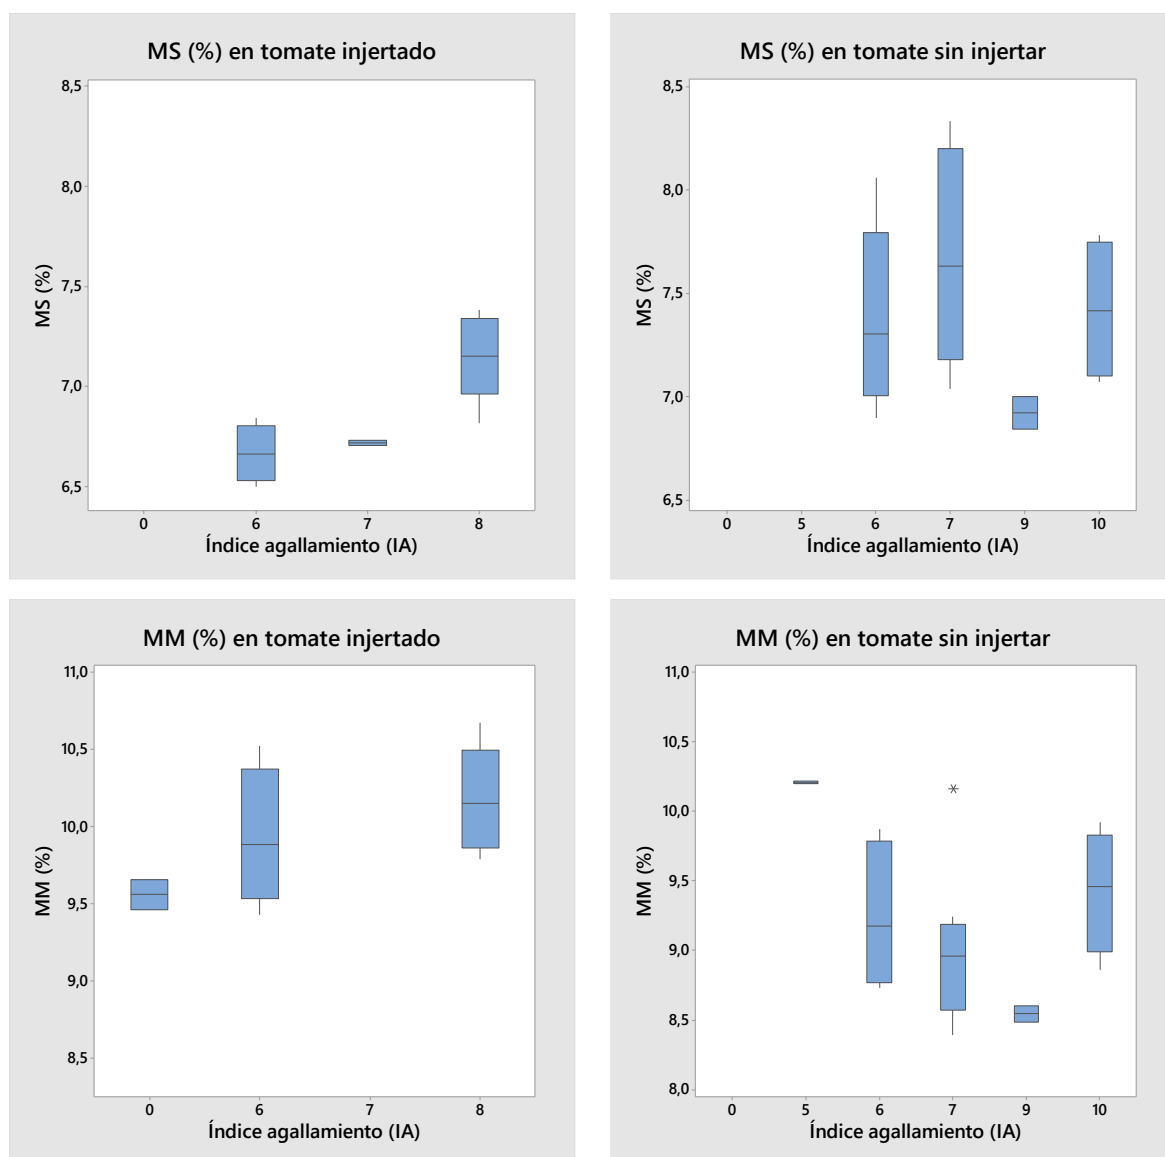 MS (%) en tomate injertado
8,5
8,0
7,5
7,0
6,5
MS (%)
0 6 7 8
Índice agallamiento (IA)
MS (%) en tomate sin injertar
8,5
8,0
7,5
7,0
6,5
MS (%)
0 5 6 7 9 10
Índice agallamiento (IA)
MM (%) en tomate injertado
11,0
10,5
10,0
9,5
9,0
8,5
MM (%)
0 6 7 8
Índice agallamiento (IA)
MM (%) en tomate sin injertar
11,0
10,5
10,0
9,5
9,0
8,5
8,0
MM (%)
0 5 6 7 9 10
Índice agallamiento (IA)